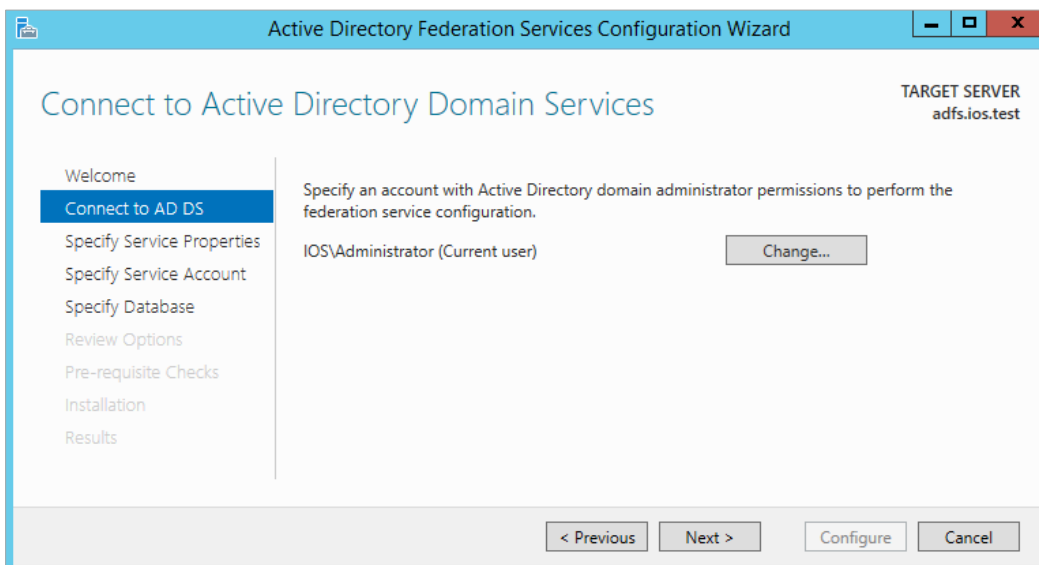 Active Directory Federation Services Configuration Wizard
Connect to Active Directory Domain Services
TARGET SERVER
adfs.ios.test
Welcome
Connect to AD DS
Specify Service Properties
Specify Service Account
Specify Database
Review Options
Pre-requisite Checks
Installation
Results
Specify an account with Active Directory domain administrator permissions to perform the
federation service configuration.
IOS\Administrator (Current user)
Change...
< Previous
Next >
Configure
Cancel